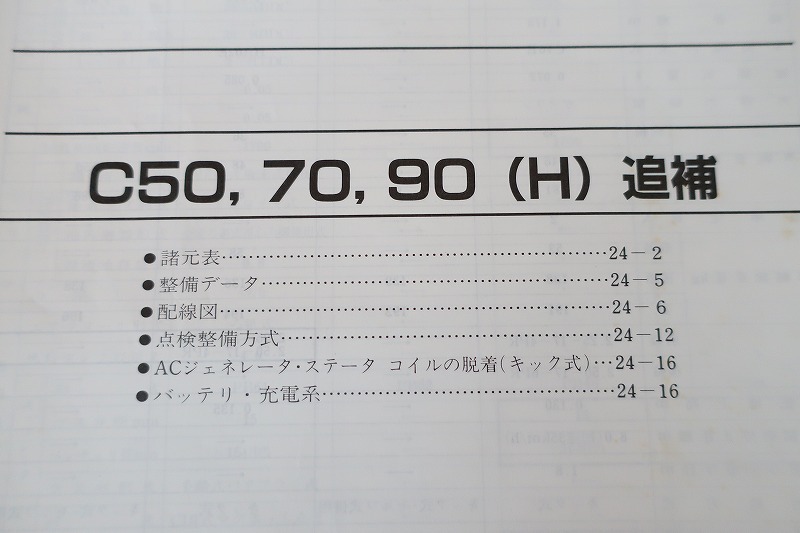 C50, 70, 90（H）追補
●諸元表……………………………………………24－2
●整備データ………………………………………24－5
●配線図……………………………………………24－6
●点検整備方式……………………………………24－12
●ACジェネレータ・ステータ コイルの脱着（キック式）…24－16
●バッテリ・充電系………………………………24－16